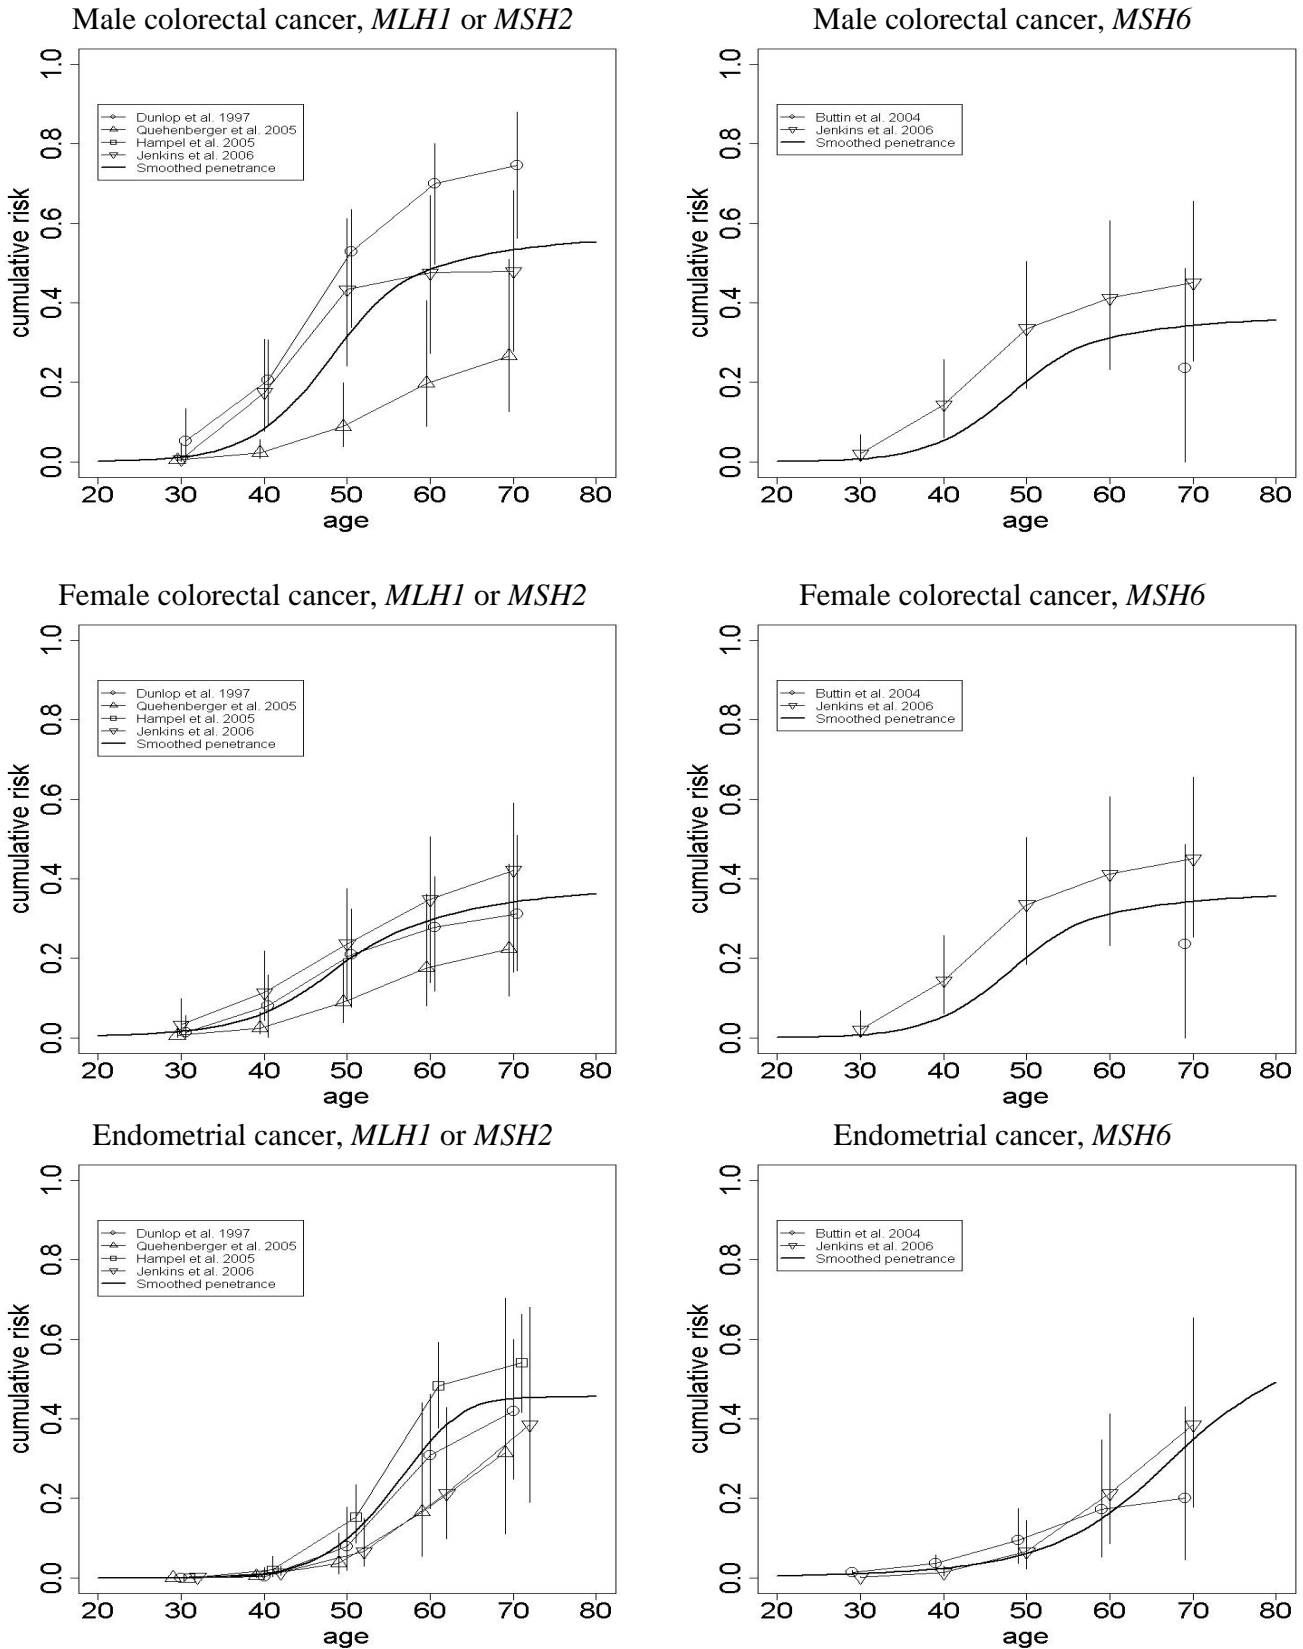 Male colorectal cancer, MLH1 or MSH2
1.0
0.8
0.6
0.4
0.2
0.0
cumulative risk
Dunlop et al. 1997
Quehenberger et al. 2005
Hampel et al. 2005
Jenkins et al. 2006
Smoothed penetrance
20 30 40 50 60 70 80
age
Male colorectal cancer, MSH6
1.0
0.8
0.6
0.4
0.2
0.0
cumulative risk
Buttin et al. 2004
Jenkins et al. 2006
Smoothed penetrance
20 30 40 50 60 70 80
age
Female colorectal cancer, MLH1 or MSH2
1.0
0.8
0.6
0.4
0.2
0.0
cumulative risk
Dunlop et al. 1997
Quehenberger et al. 2005
Hampel et al. 2005
Jenkins et al. 2006
Smoothed penetrance
20 30 40 50 60 70 80
age
Female colorectal cancer, MSH6
1.0
0.8
0.6
0.4
0.2
0.0
cumulative risk
Buttin et al. 2004
Jenkins et al. 2006
Smoothed penetrance
20 30 40 50 60 70 80
age
Endometrial cancer, MLH1 or MSH2
1.0
0.8
0.6
0.4
0.2
0.0
cumulative risk
Dunlop et al. 1997
Quehenberger et al. 2005
Hampel et al. 2005
Jenkins et al. 2006
Smoothed penetrance
20 30 40 50 60 70 80
age
Endometrial cancer, MSH6
1.0
0.8
0.6
0.4
0.2
0.0
cumulative risk
Buttin et al. 2004
Jenkins et al. 2006
Smoothed penetrance
20 30 40 50 60 70 80
age